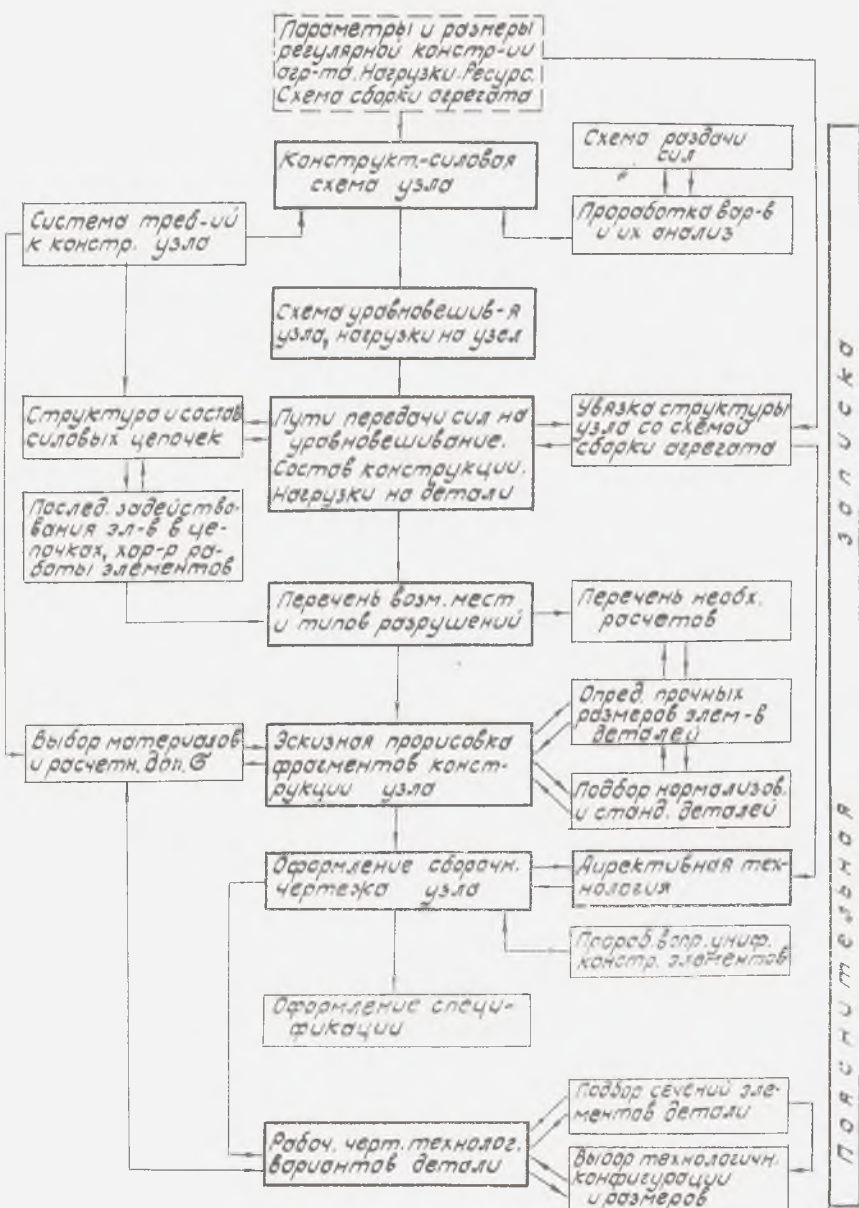 Параметры и размеры
регулярной констр-ии
агр-та. Нагрузки. Ресурс.
Схема сборки агрегата
Конструкт.-силовая
схема узла
Схема раздачи
сил
Система треб-ий
к констр. узла
Проработка вар-в
и их анализ
Схема уравновешив-я
узла, нагрузки на узел
Структура и состав
силовых цепочек
Пути передачи сил на
уравновешивание.
Состав конструкции.
Нагрузки на детали
Увязка структуры
узла со схемой
сборки агрегата
Послед. задейство-
вания эл-в в це-
почках, хар-р ра-
боты элементов
Перечень возм. мест
и типов разрушений
Перечень необх.
расчетов
Опред. прочных
размеров элем-в
деталей
Выбор материалов
и расчетн. доп. σ
Эскизная прорисовка
фрагментов конст-
рукции узла
Подбор нормализов.
и станд. деталей
Оформление сборочн.
чертежа узла
Директивная тех-
нология
Прораб. вопр. униф.
констр. элементов
Оформление специ-
фикации
Подбор сечений эле-
ментов детали
Рабоч. черт. технолог.
вариантов детали
Выбор технологичн.
конфигурации
и размеров
Пояснительная записка